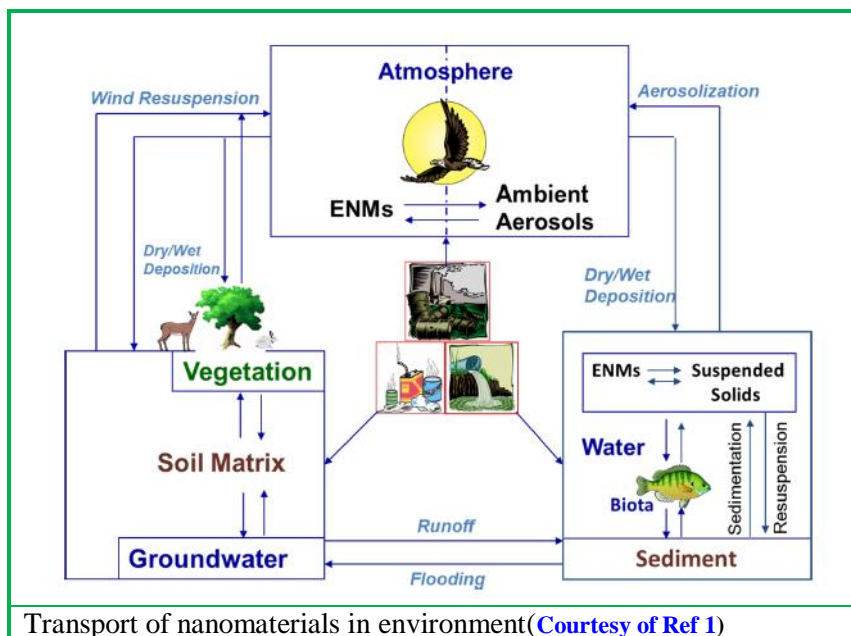 Atmosphere
Wind Resuspension
Aerosolization
ENMs
Ambient
Aerosols
Dry/Wet
Deposition
Dry/Wet
Deposition
Vegetation
Soil Matrix
Groundwater
ENMs
Suspended
Solids
Water
Biota
Sedimentation
Resuspension
Sediment
Runoff
Flooding
Transport of nanomaterials in environment(Courtesy of Ref 1)